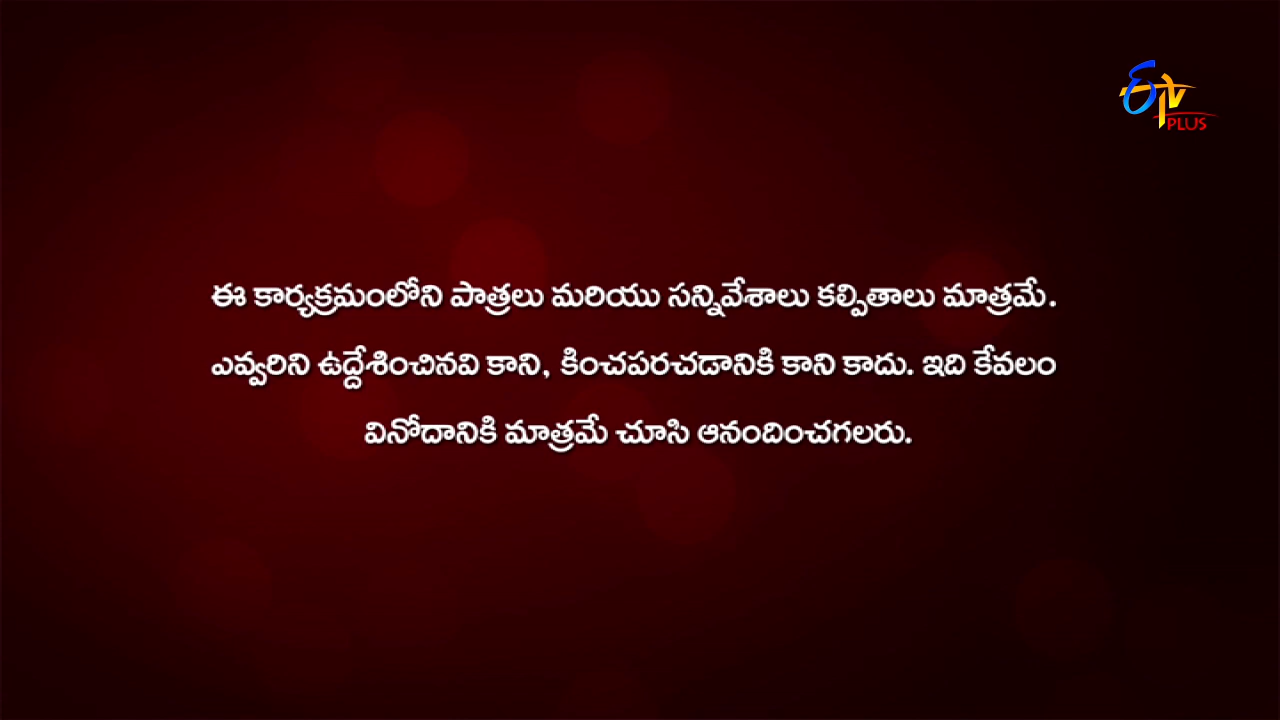 ETV
PLUS
ఈ కార్యక్రమంలోని పాత్రలు మరియు సన్నివేశాలు కల్పితాలు మాత్రమే.
ఎవ్వరిని ఉద్దేశించినవి కాని, కించపరచడానికి కాని కాదు. ఇది కేవలం
వినోదానికి మాత్రమే చూసి ఆనందించగలరు.